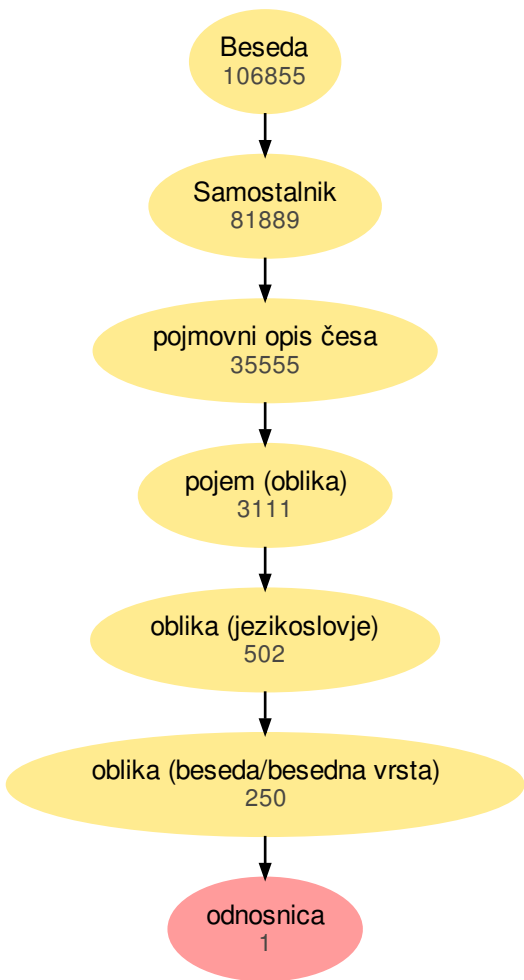 Beseda
106855
Samostalnik
81889
pojmovni opis česa
35555
pojem (oblika)
3111
oblika (jezikoslovje)
502
oblika (beseda/besedna vrsta)
250
odnosnica
1